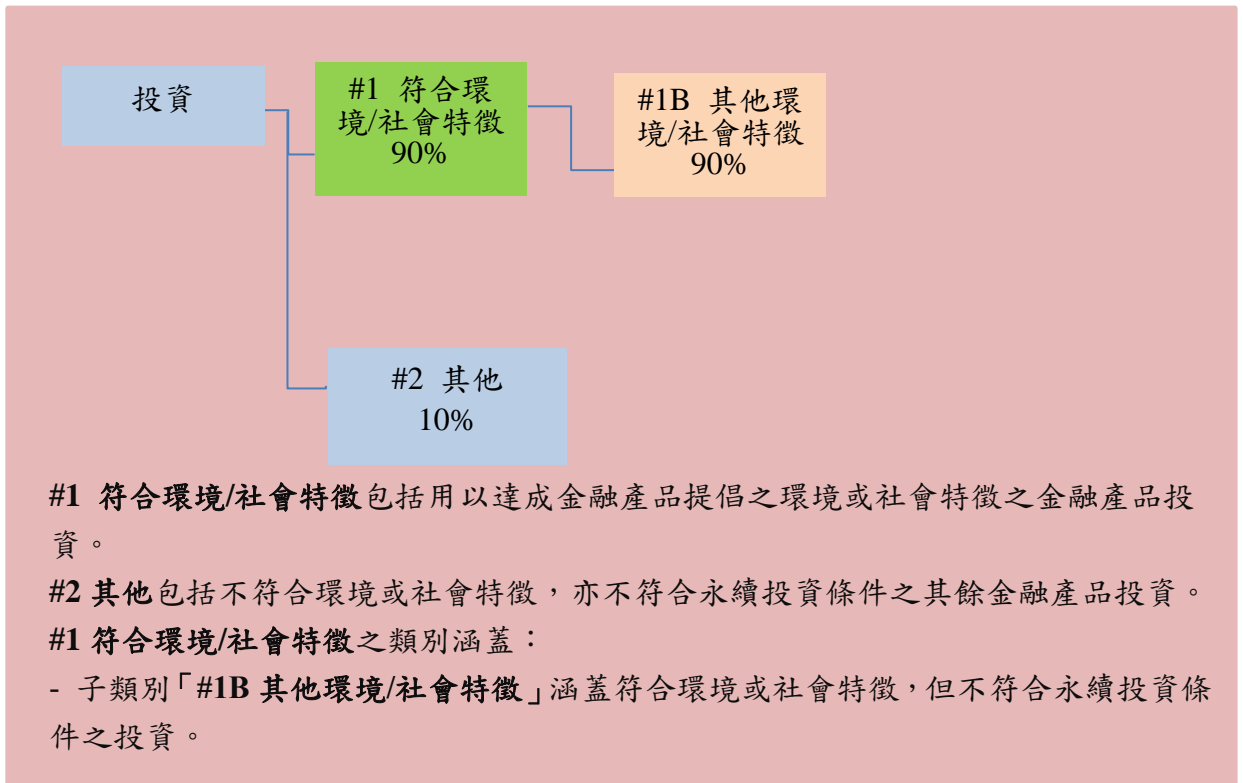 投資
#1 符合環
境/社會特徵
90%
#1B 其他環
境/社會特徵
90%
#2 其他
10%
#1 符合環境/社會特徵包括用以達成金融產品提倡之環境或社會特徵之金融產品投
資。
#2 其他包括不符合環境或社會特徵，亦不符合永續投資條件之其餘金融產品投資。
#1 符合環境/社會特徵之類別涵蓋：
- 子類別「#1B 其他環境/社會特徵」涵蓋符合環境或社會特徵，但不符合永續投資條
件之投資。